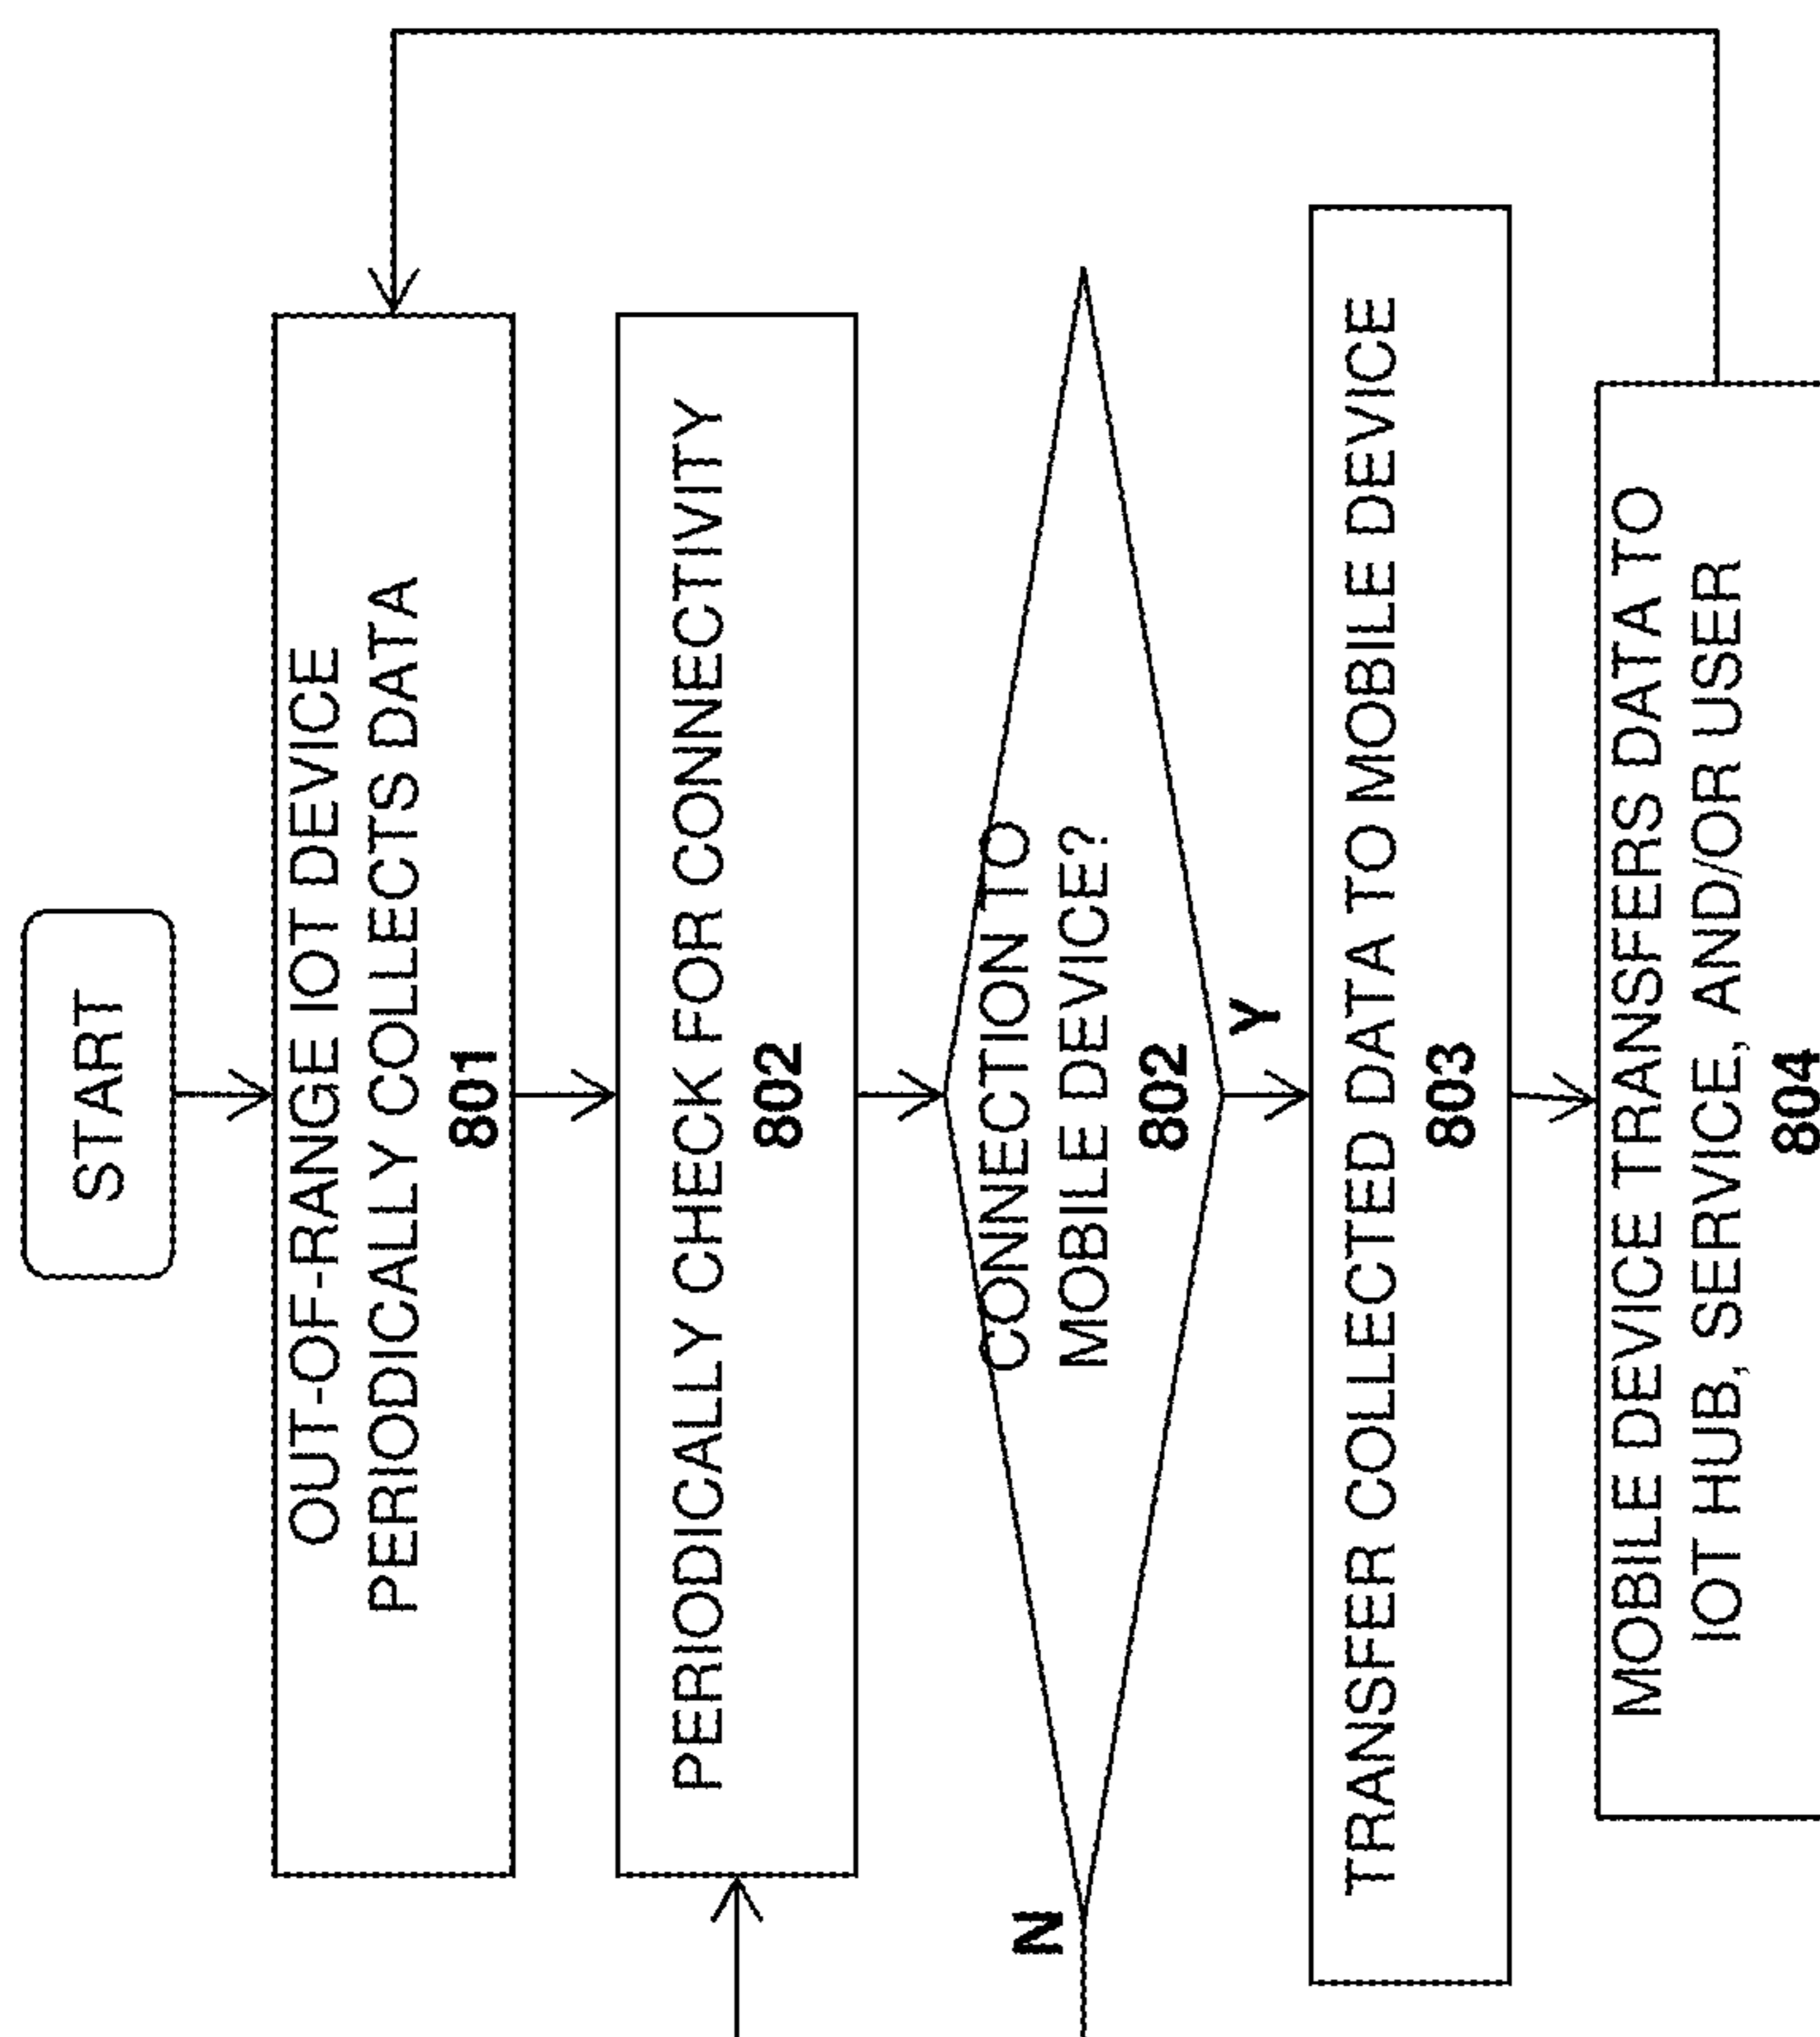 START
OUT-OF-RANGE IOT DEVICE
PERIODICALLY COLLECTS DATA
801
PERIODICALLY CHECK FOR CONNECTIVITY
802
CONNECTION TO
MOBILE DEVICE?
802
N
Y
TRANSFER COLLECTED DATA TO MOBILE DEVICE
803
MOBILE DEVICE TRANSFERS DATA TO
IOT HUB, SERVICE, AND/OR USER
804